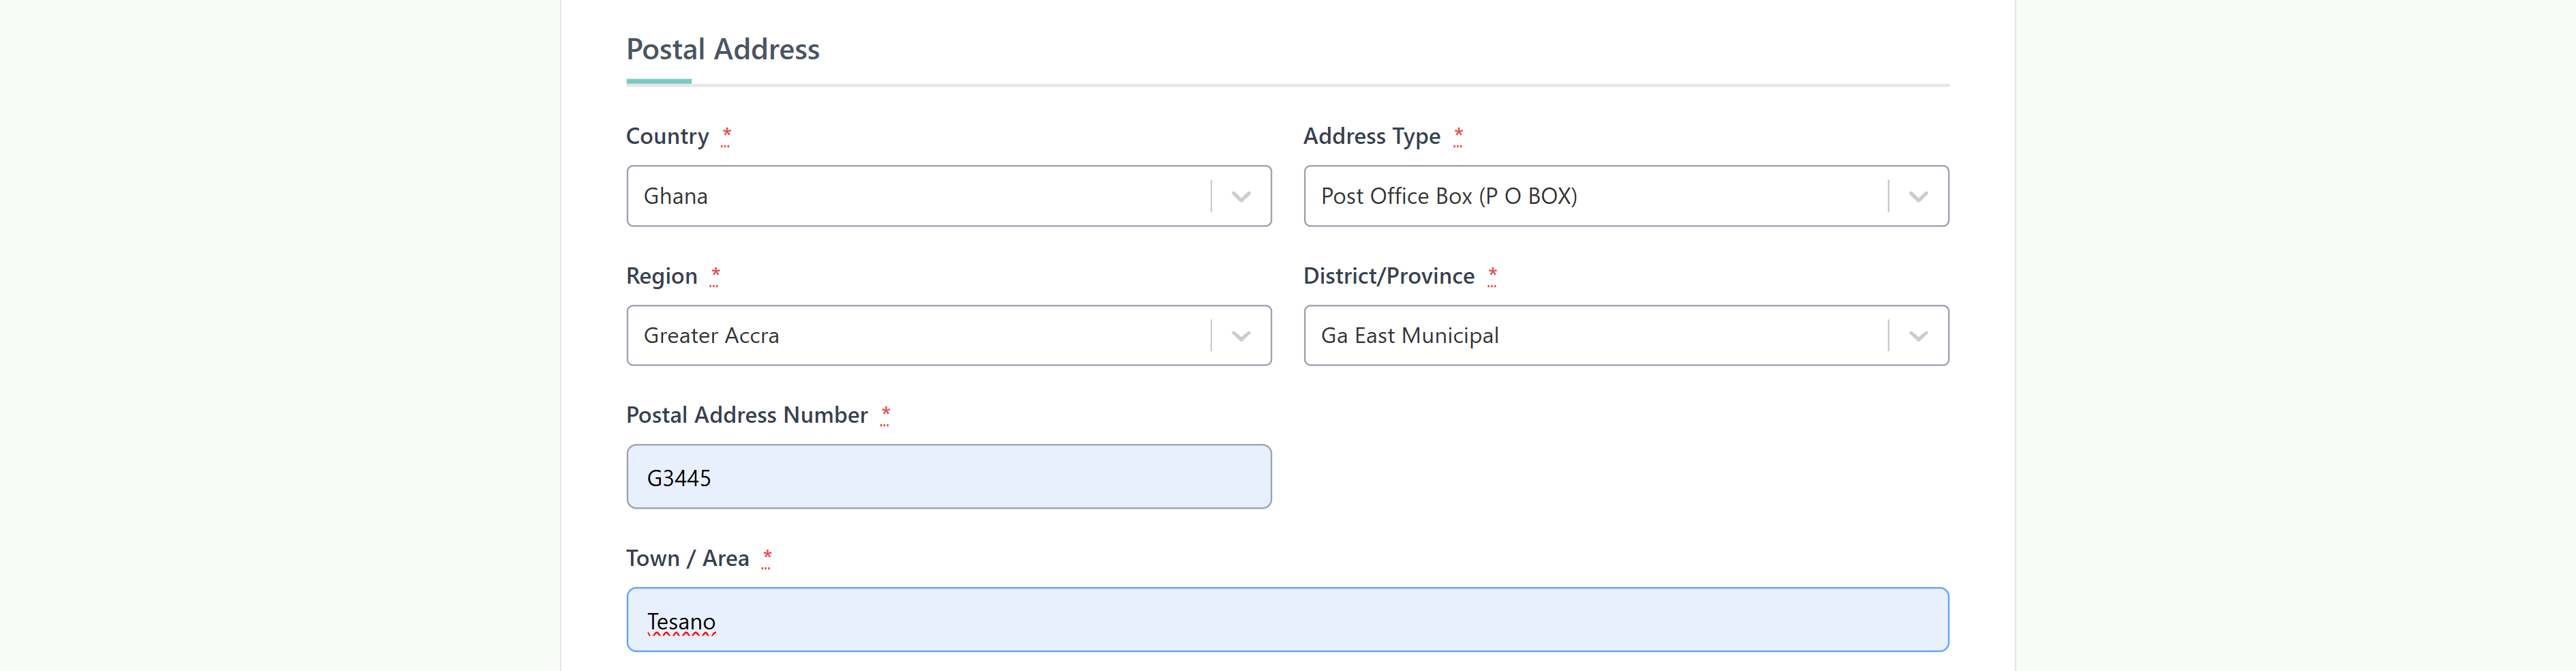 Postal Address
Country *
Address Type *
Ghana
Post Office Box (P O BOX)
Region *
District/Province *
Greater Accra
Ga East Municipal
Postal Address Number *
G3445
Town / Area *
Tesano